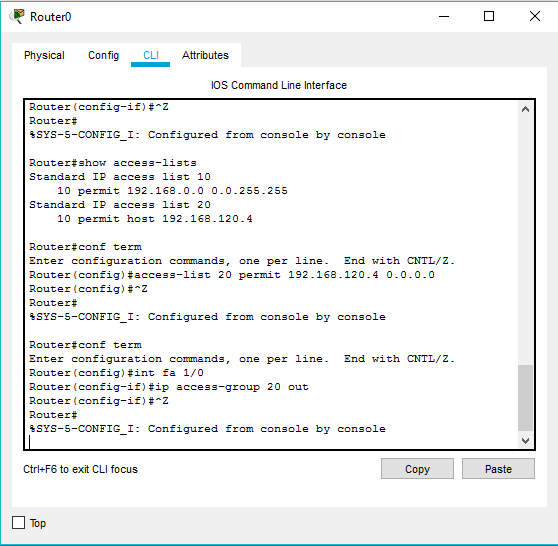 Router0
Physical Config CLI Attributes
IOS Command Line Interface
Router(config-if)#^Z
Router#
%SYS-5-CONFIG_I: Configured from console by console
Router#show access-lists
Standard IP access list 10
    10 permit 192.168.0.0 0.0.255.255
Standard IP access list 20
    10 permit host 192.168.120.4
Router#conf term
Enter configuration commands, one per line.  End with CNTL/Z.
Router(config)#access-list 20 permit 192.168.120.4 0.0.0.0
Router(config)#^Z
Router#
%SYS-5-CONFIG_I: Configured from console by console
Router#conf term
Enter configuration commands, one per line.  End with CNTL/Z.
Router(config)#int fa 1/0
Router(config-if)#ip access-group 20 out
Router(config-if)#^Z
Router#
%SYS-5-CONFIG_I: Configured from console by console
Ctrl+F6 to exit CLI focus
Copy Paste
Top